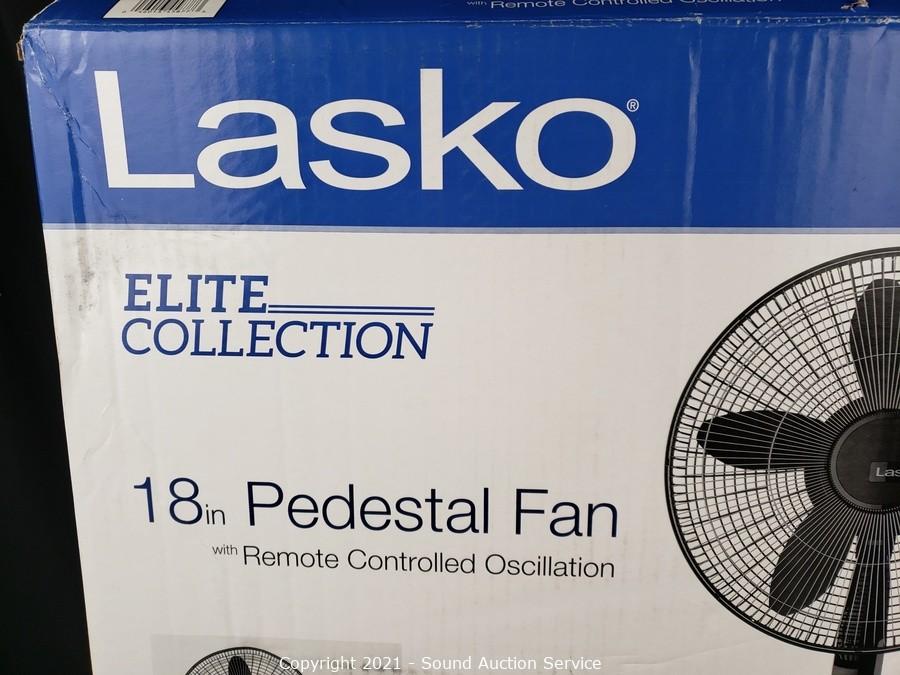 with Remote Controlled Oscillation
Lasko®
ELITE
COLLECTION
18in Pedestal Fan
with Remote Controlled Oscillation
Copyright 2021 - Sound Auction Service